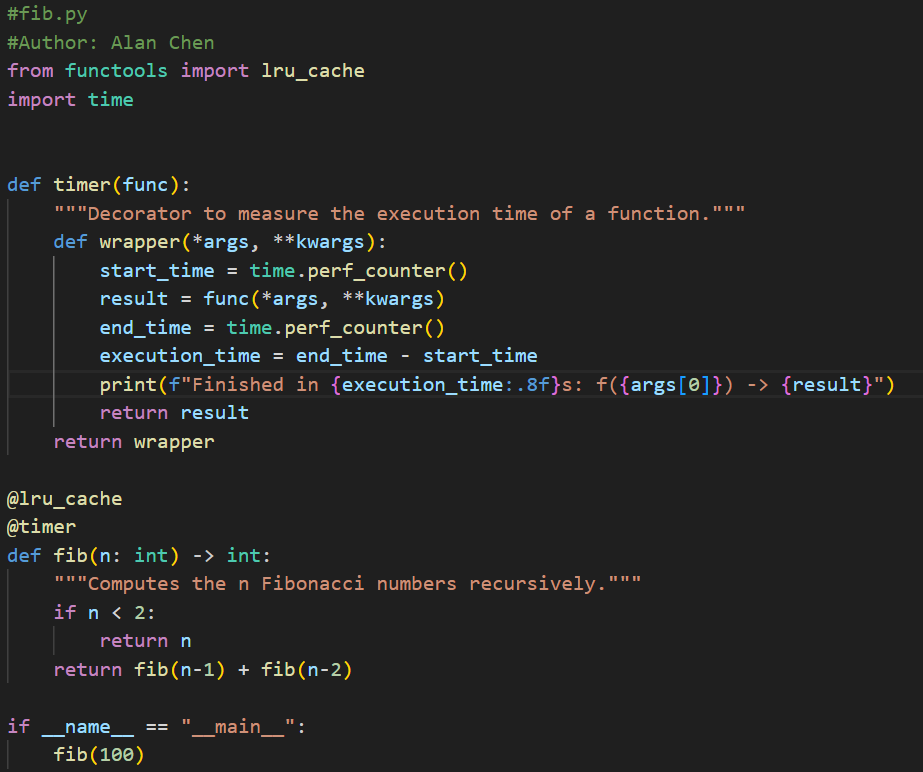 #fib.py
#Author: Alan Chen
from functools import lru_cache
import time
def timer(func):
    """Decorator to measure the execution time of a function."""
    def wrapper(*args, **kwargs):
        start_time = time.perf_counter()
        result = func(*args, **kwargs)
        end_time = time.perf_counter()
        execution_time = end_time - start_time
        print(f"Finished in {execution_time:.8f}s: f({args[0]}) -> {result}")
        return result
    return wrapper
@lru_cache
@timer
def fib(n: int) -> int:
    """Computes the n Fibonacci numbers recursively."""
    if n < 2:
        return n
    return fib(n-1) + fib(n-2)
if __name__ == "__main__":
    fib(100)